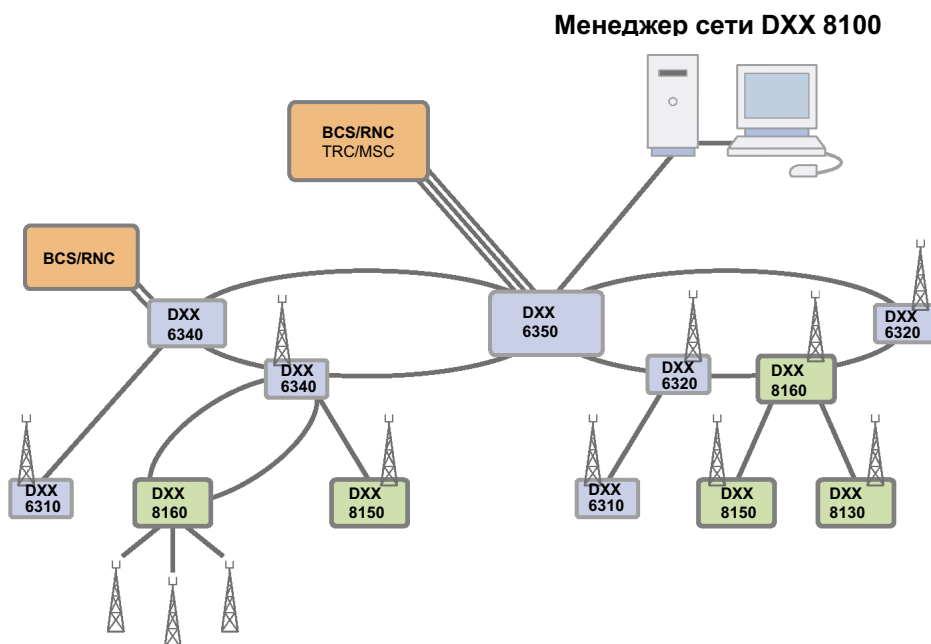 Менеджер сети DXX 8100
BCS/RNC
TRC/MSC
BCS/RNC
DXX
6340
DXX
6350
DXX
6320
DXX
6340
DXX
6320
DXX
8160
DXX
6310
DXX
8160
DXX
8150
DXX
6310
DXX
8150
DXX
8130